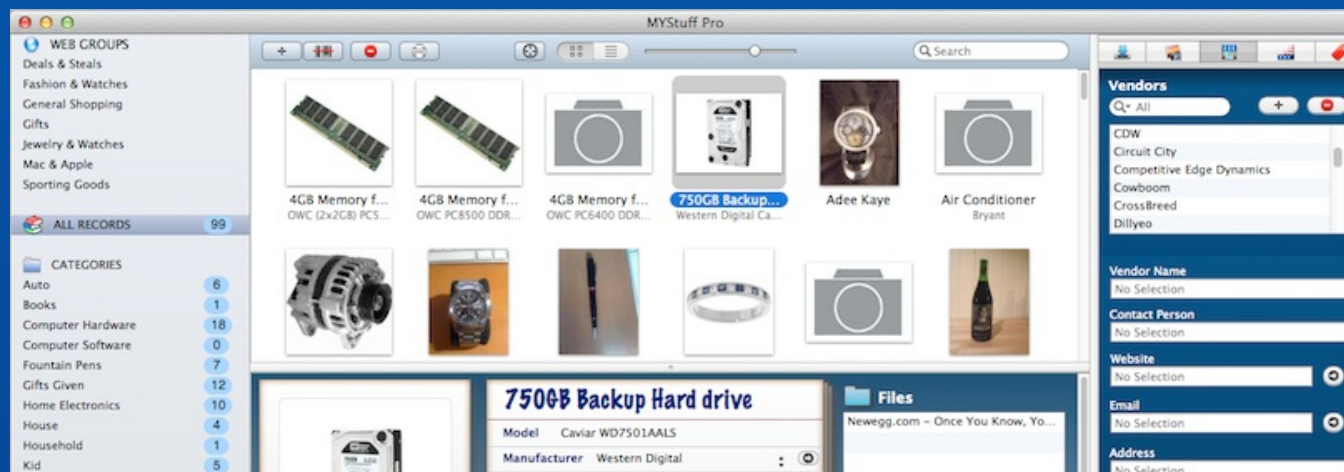 MYStuff Pro
WEB GROUPS
Deals & Steals
Fashion & Watches
General Shopping
Gifts
Jewelry & Watches
Mac & Apple
Sporting Goods
ALL RECORDS 99
CATEGORIES
Auto 6
Books 1
Computer Hardware 18
Computer Software 0
Fountain Pens 7
Gifts Given 12
Home Electronics 10
House 4
Household 1
Kid 5
Search
4GB Memory f...
OWC (2x2GB) PC5...
4GB Memory f...
OWC PC8500 DDR...
4GB Memory f...
OWC PC6400 DDR...
750GB Backup...
Western Digital Ca...
Adee Kaye
Air Conditioner
Bryant
750GB Backup Hard drive
Model Caviar WD7501AALS
Manufacturer Western Digital
Files
Newegg.com - Once You Know, Yo...
Vendors
All
CDW
Circuit City
Competitive Edge Dynamics
Cowboom
CrossBreed
Dillyeo
Vendor Name
No Selection
Contact Person
No Selection
Website
No Selection
Email
No Selection
Address
No Selection